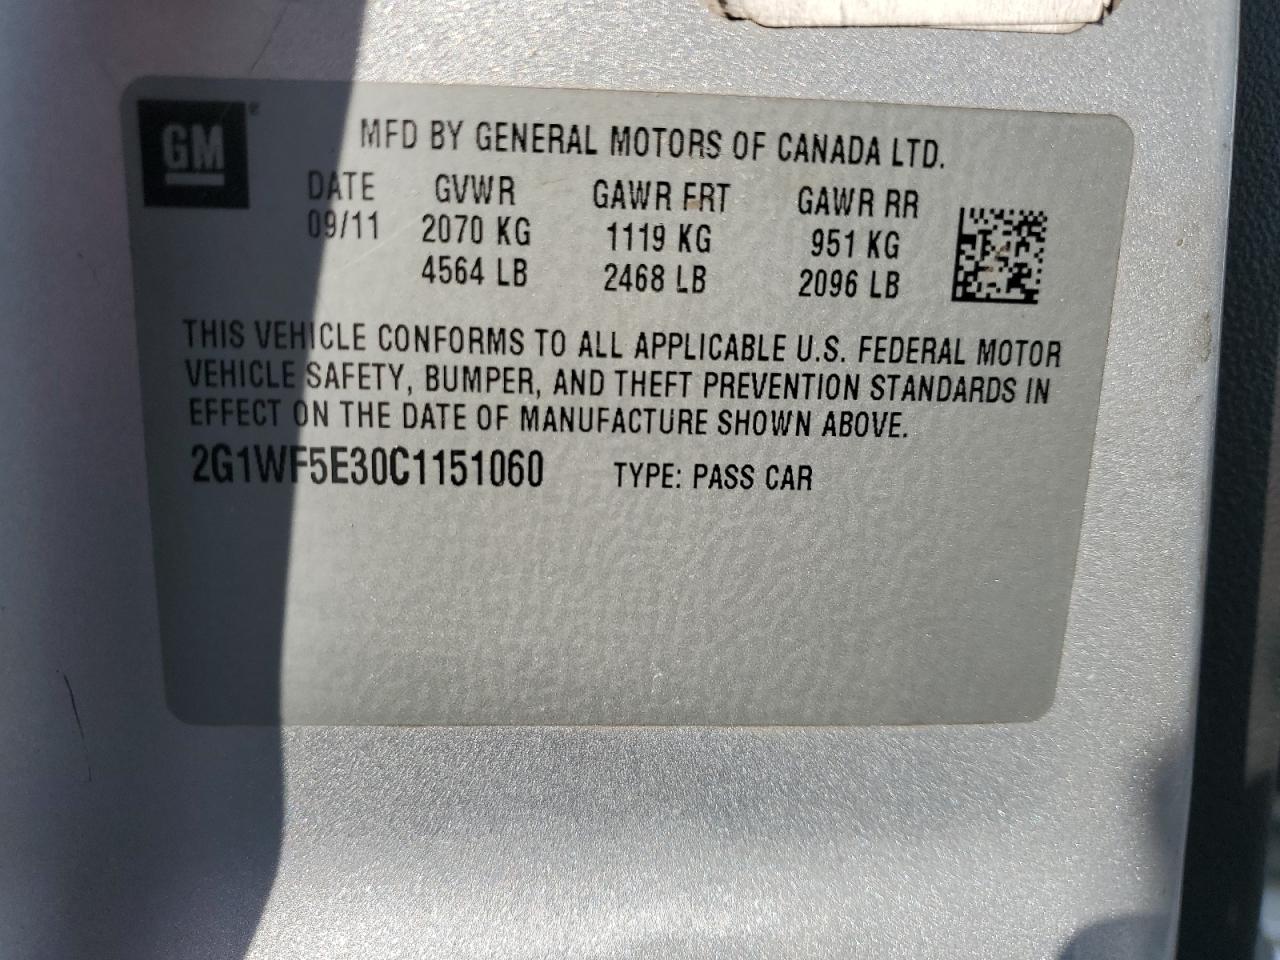 GM
MFD BY GENERAL MOTORS OF CANADA LTD.
DATE GVWR GAWR FRT GAWR RR
09/11 2070 KG 1119 KG 951 KG
4564 LB 2468 LB 2096 LB
THIS VEHICLE CONFORMS TO ALL APPLICABLE U.S. FEDERAL MOTOR
VEHICLE SAFETY, BUMPER, AND THEFT PREVENTION STANDARDS IN
EFFECT ON THE DATE OF MANUFACTURE SHOWN ABOVE.
2G1WF5E30C1151060 TYPE: PASS CAR